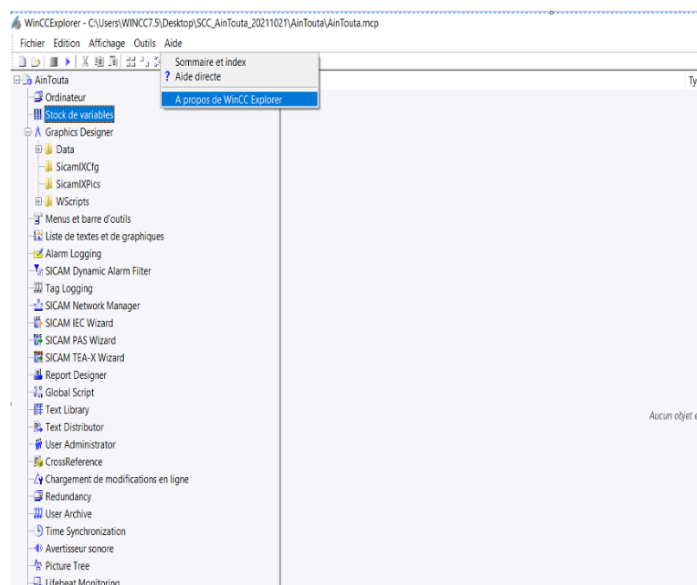 WinCCExplorer - C:\Users\WINCC7.5\Desktop\SCC_AinTouta_20211021\AinTouta\AinTouta.mcp
Fichier Edition Affichage Outils Aide
Sommaire et index
? Aide directe
A propos de WinCC Explorer
Ty
AinTouta
Ordinateur
Stock de variables
Graphics Designer
Data
SicamIXCfg
SicamIXPics
WScripts
Menus et barre d'outils
Liste de textes et de graphiques
Alarm Logging
SICAM Dynamic Alarm Filter
Tag Logging
SICAM Network Manager
SICAM IEC Wizard
SICAM PAS Wizard
SICAM TEA-X Wizard
Report Designer
Global Script
Text Library
Text Distributor
User Administrator
CrossReference
Chargement de modifications en ligne
Redundancy
User Archive
Time Synchronization
Avertisseur sonore
Picture Tree
Lifebeat Monitoring
Aucun objet e